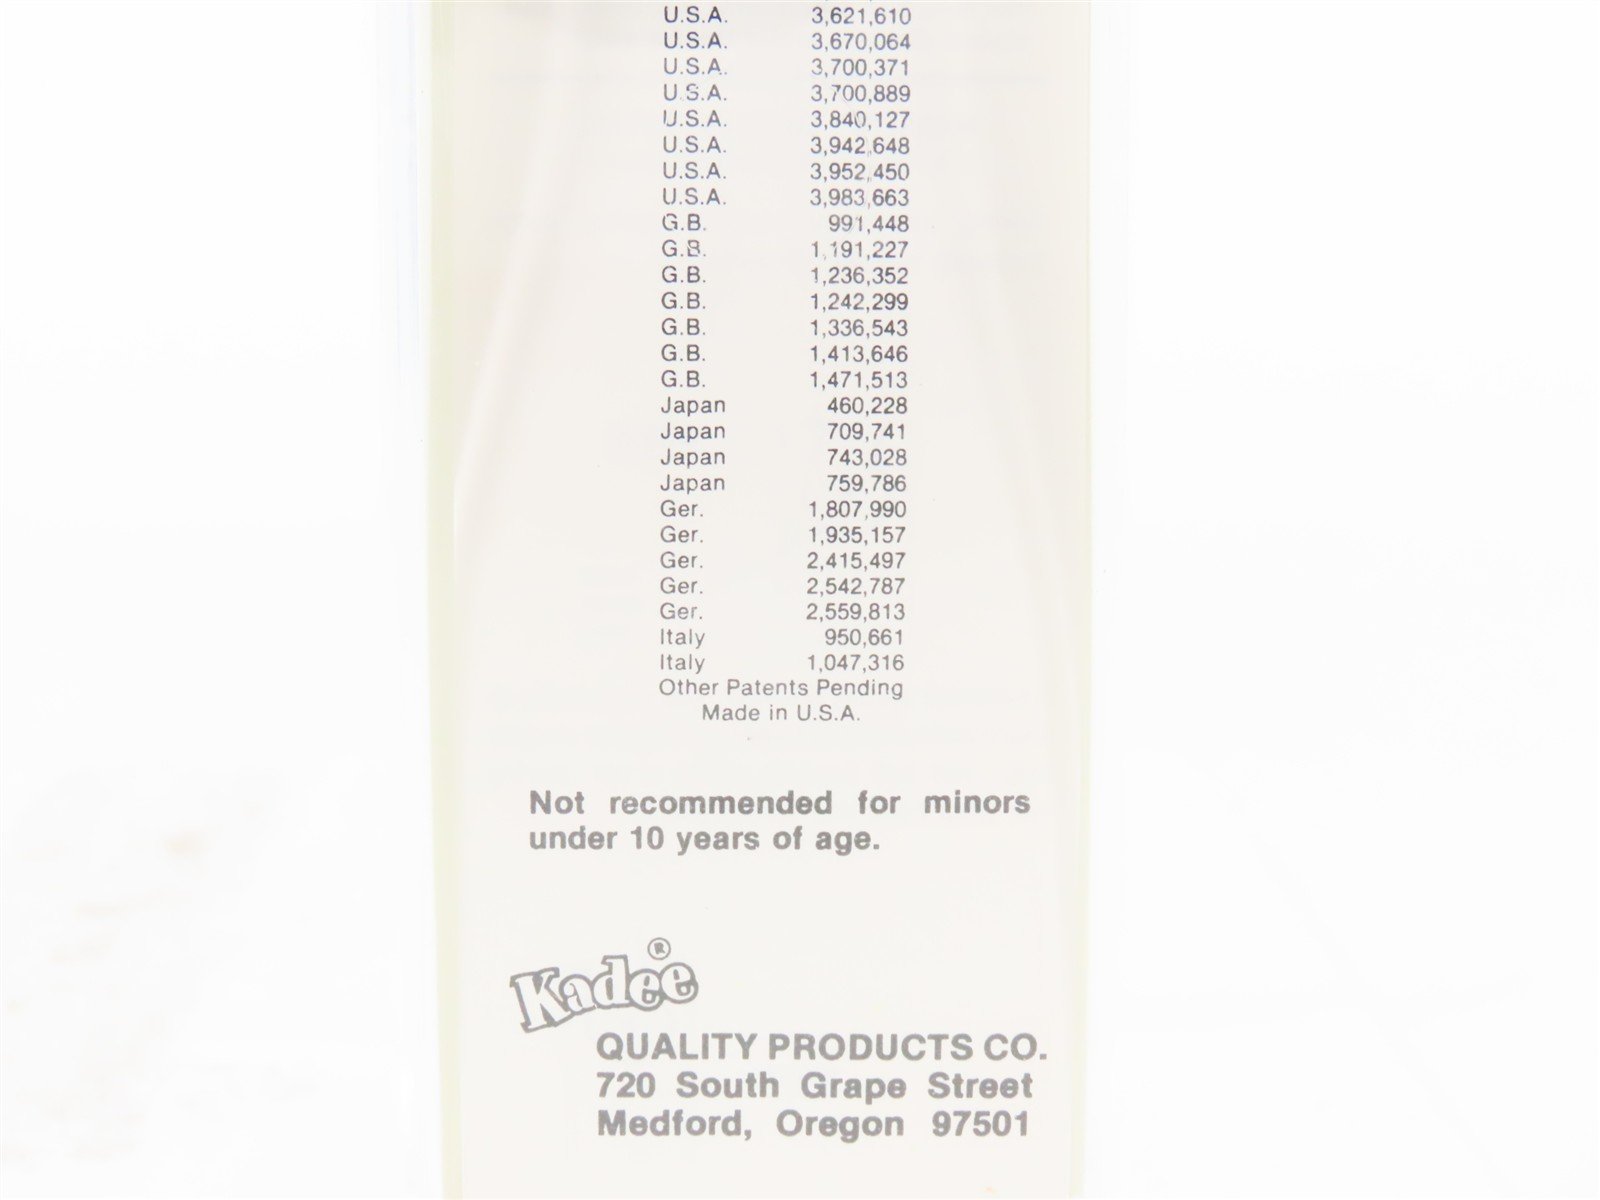 U.S.A. 3,621,610
U.S.A. 3,670,064
U.S.A. 3,700,371
U.S.A. 3,700,889
U.S.A. 3,840,127
U.S.A. 3,942,648
U.S.A. 3,952,450
U.S.A. 3,983,663
G.B. 991,448
G.B. 1,191,227
G.B. 1,236,352
G.B. 1,242,299
G.B. 1,336,543
G.B. 1,413,646
G.B. 1,471,513
Japan 460,228
Japan 709,741
Japan 743,028
Japan 759,786
Ger. 1,807,990
Ger. 1,935,157
Ger. 2,415,497
Ger. 2,542,787
Ger. 2,559,813
Italy 950,661
Italy 1,047,316
Other Patents Pending
Made in U.S.A.
Not recommended for minors
under 10 years of age.
Kadee®
QUALITY PRODUCTS CO.
720 South Grape Street
Medford, Oregon 97501